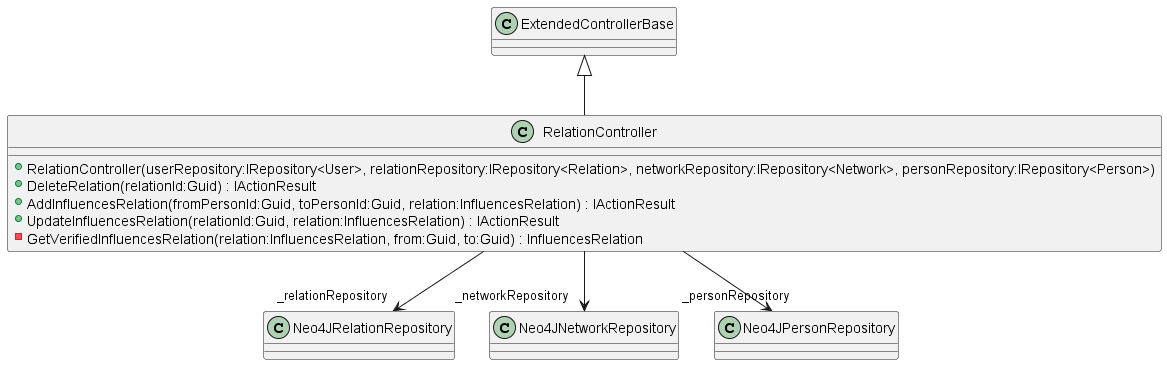 C ExtendedControllerBase
C RelationController
RelationController(userRepository:IRepository<User>, relationRepository:IRepository<Relation>, networkRepository:IRepository<Network>, personRepository:IRepository<Person>)
DeleteRelation(relationId:Guid) : IActionResult
AddInfluencesRelation(fromPersonId:Guid, toPersonId:Guid, relation:InfluencesRelation) : IActionResult
UpdateInfluencesRelation(relationId:Guid, relation:InfluencesRelation) : IActionResult
GetVerifiedInfluencesRelation(relation:InfluencesRelation, from:Guid, to:Guid) : InfluencesRelation
_relationRepository
_networkRepository
_personRepository
C Neo4JRelationRepository
C Neo4JNetworkRepository
C Neo4JPersonRepository